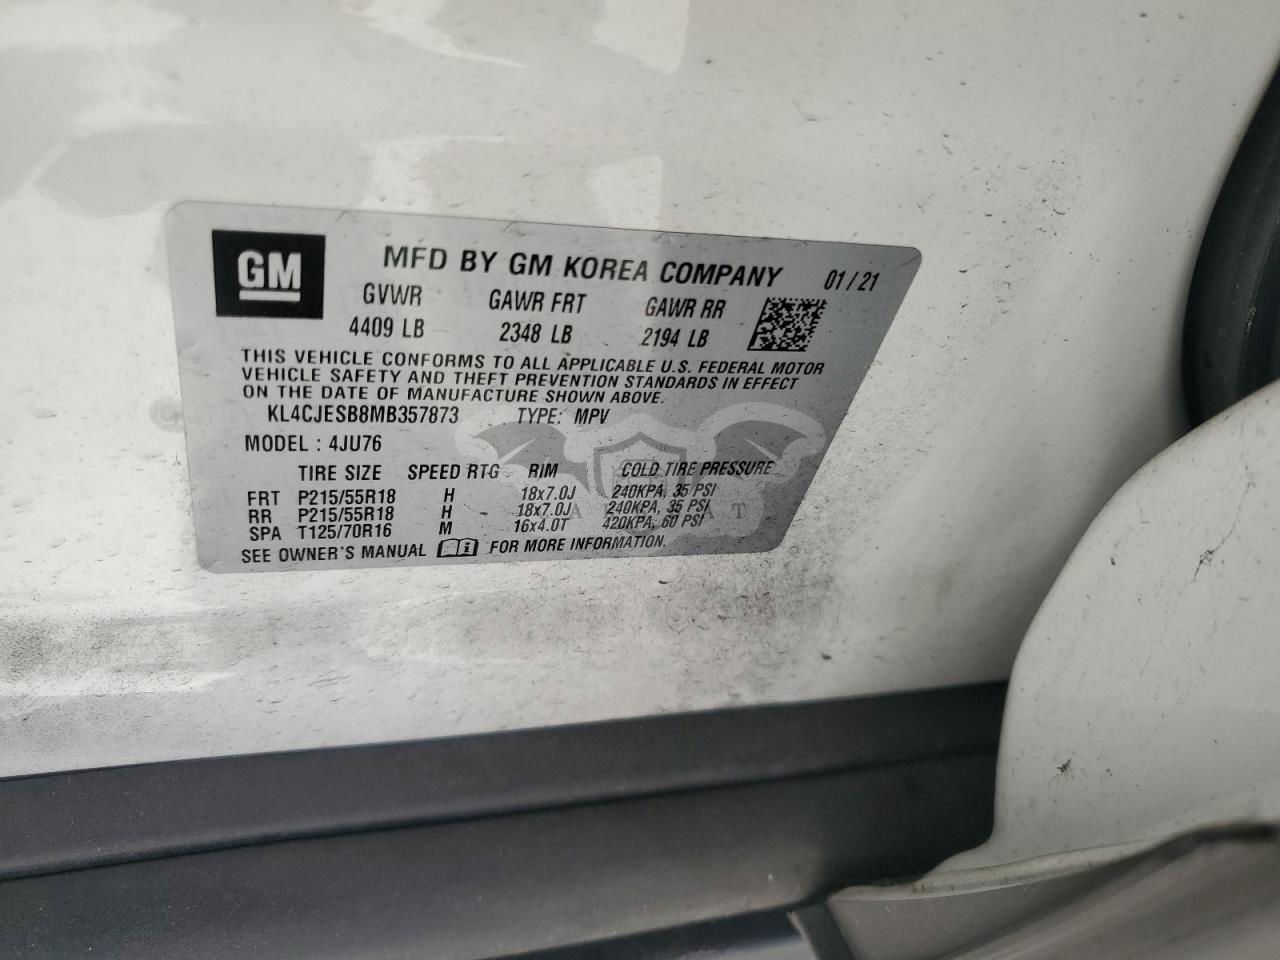 GM
MFD BY GM KOREA COMPANY 01/21
GVWR GAWR FRT GAWR RR
4409 LB 2348 LB 2194 LB
THIS VEHICLE CONFORMS TO ALL APPLICABLE U.S. FEDERAL MOTOR
VEHICLE SAFETY AND THEFT PREVENTION STANDARDS IN EFFECT
ON THE DATE OF MANUFACTURE SHOWN ABOVE.
KL4CJESB8MB357873 TYPE: MPV
MODEL : 4JU76
TIRE SIZE SPEED RTG RIM COLD TIRE PRESSURE
FRT P215/55R18 H 18x7.0J 240KPA, 35 PSI
RR P215/55R18 H 18x7.0J 240KPA, 35 PSI
SPA T125/70R16 M 16x4.0T 420KPA, 60 PSI
SEE OWNER'S MANUAL FOR MORE INFORMATION.